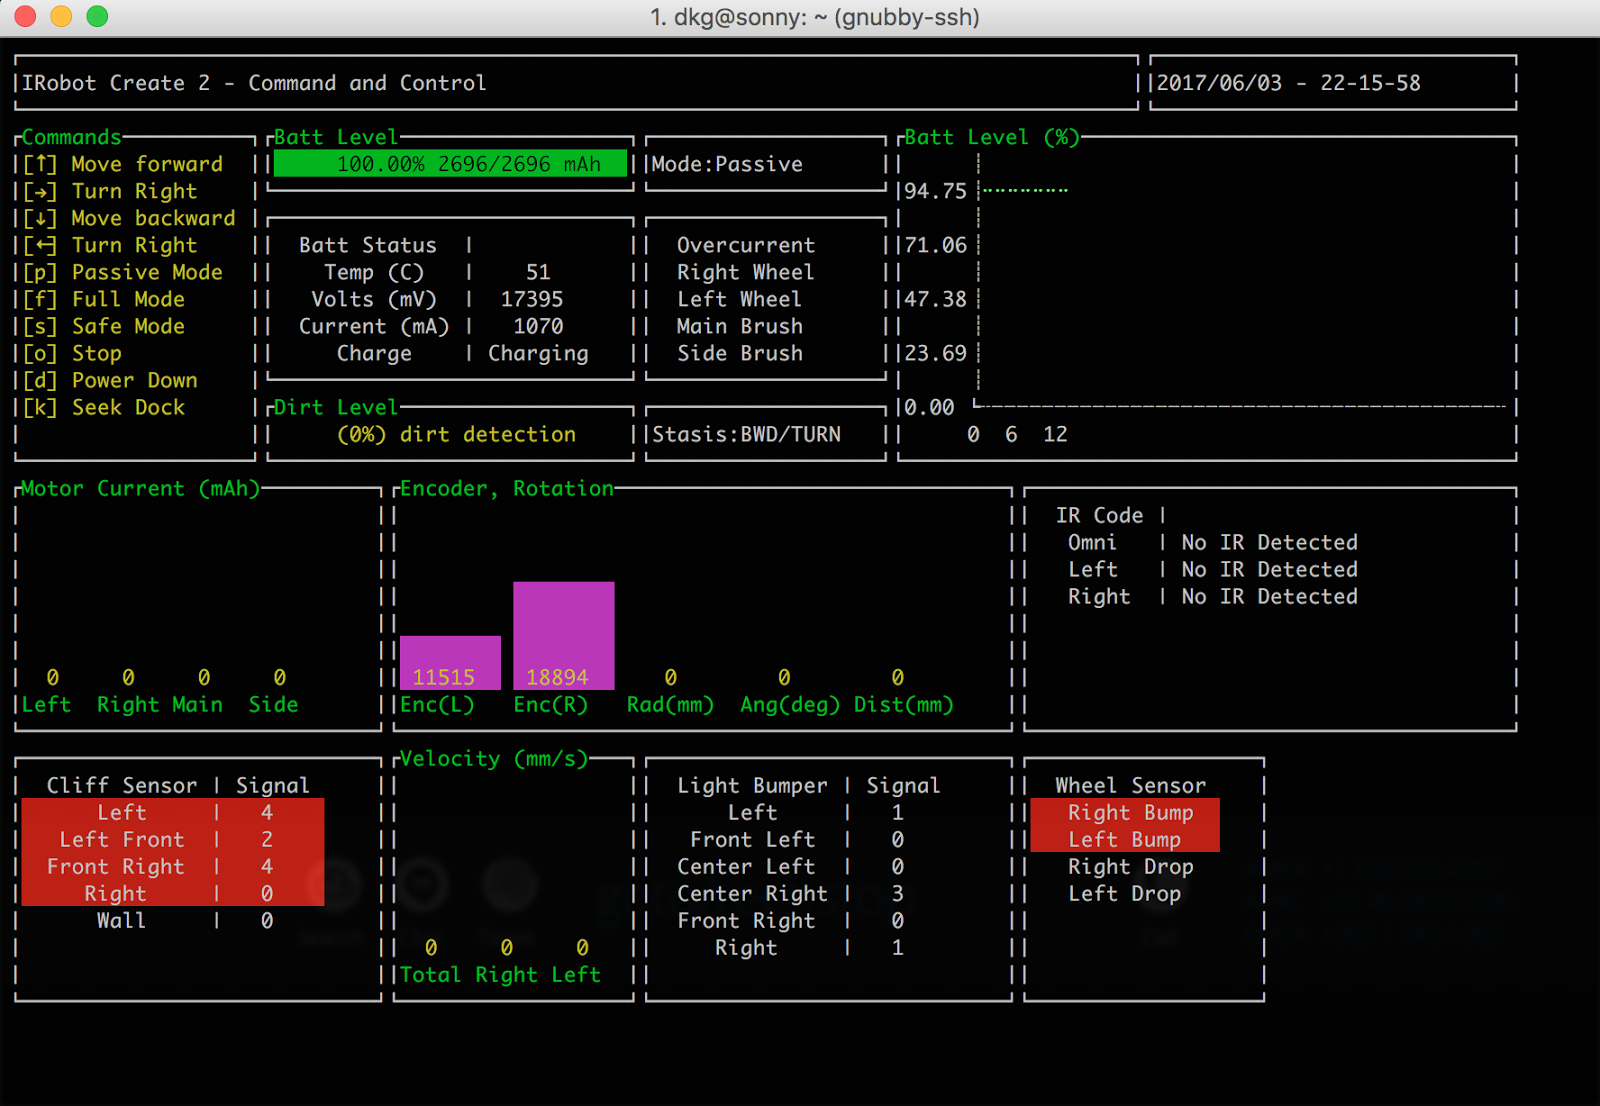 1. dkg@sonny: ~ (gnubby-ssh)
IRobot Create 2 - Command and Control
2017/06/03 - 22-15-58
Commands
[↑] Move forward
[→] Turn Right
[↓] Move backward
[←] Turn Right
[p] Passive Mode
[f] Full Mode
[s] Safe Mode
[o] Stop
[d] Power Down
[k] Seek Dock
Batt Level
100.00% 2696/2696 mAh
Batt Status |
Temp (C) | 51
Volts (mV) | 17395
Current (mA) | 1070
Charge | Charging
Dirt Level
(0%) dirt detection
Mode:Passive
Overcurrent
Right Wheel
Left Wheel
Main Brush
Side Brush
Stasis:BWD/TURN
Batt Level (%)
94.75
71.06
47.38
23.69
0.00
0 6 12
Motor Current (mAh)
0 0 0 0
Left Right Main Side
Encoder, Rotation
11515 18894 0 0 0
Enc(L) Enc(R) Rad(mm) Ang(deg) Dist(mm)
IR Code |
Omni | No IR Detected
Left | No IR Detected
Right | No IR Detected
Cliff Sensor | Signal
Left | 4
Left Front | 2
Front Right | 4
Right | 0
Wall | 0
Velocity (mm/s)
0 0 0
Total Right Left
Light Bumper | Signal
Left | 1
Front Left | 0
Center Left | 0
Center Right | 3
Front Right | 0
Right | 1
Wheel Sensor
Right Bump
Left Bump
Right Drop
Left Drop